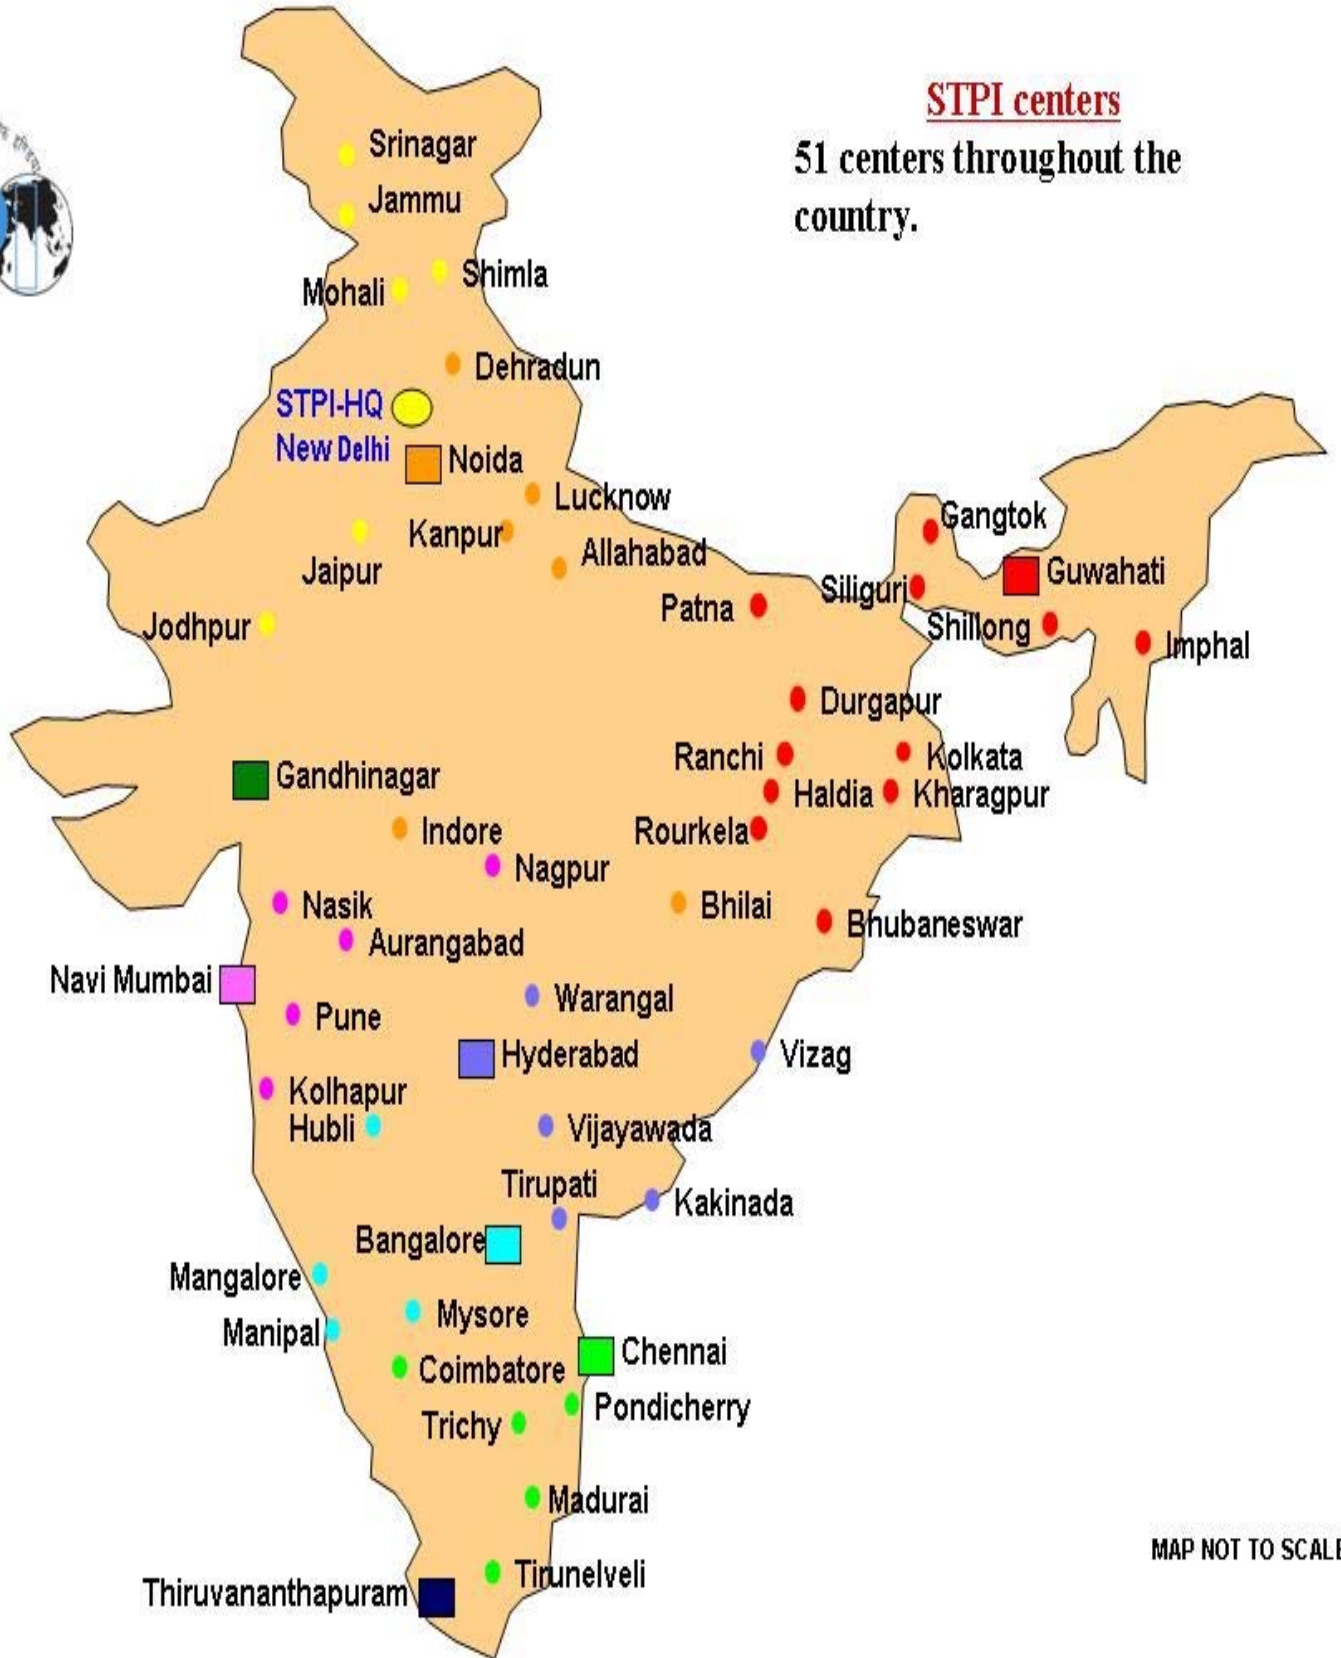 STPI centers
51 centers throughout the
country.
Srinagar
Jammu
Shimla
Mohali
Dehradun
STPI-HQ
New Delhi
Noida
Lucknow
Kanpur
Allahabad
Jaipur
Gangtok
Guwahati
Siliguri
Patna
Shillong
Jodhpur
Imphal
Durgapur
Ranchi
Kolkata
Gandhinagar
Haldia
Kharagpur
Indore
Rourkela
Nagpur
Nasik
Bhilai
Bhubaneswar
Aurangabad
Navi Mumbai
Warangal
Pune
Hyderabad
Vizag
Kolhapur
Hubli
Vijayawada
Tirupati
Kakinada
Bangalore
Mangalore
Mysore
Manipal
Chennai
Coimbatore
Pondicherry
Trichy
Madurai
MAP NOT TO SCALE
Tirunelveli
Thiruvananthapuram